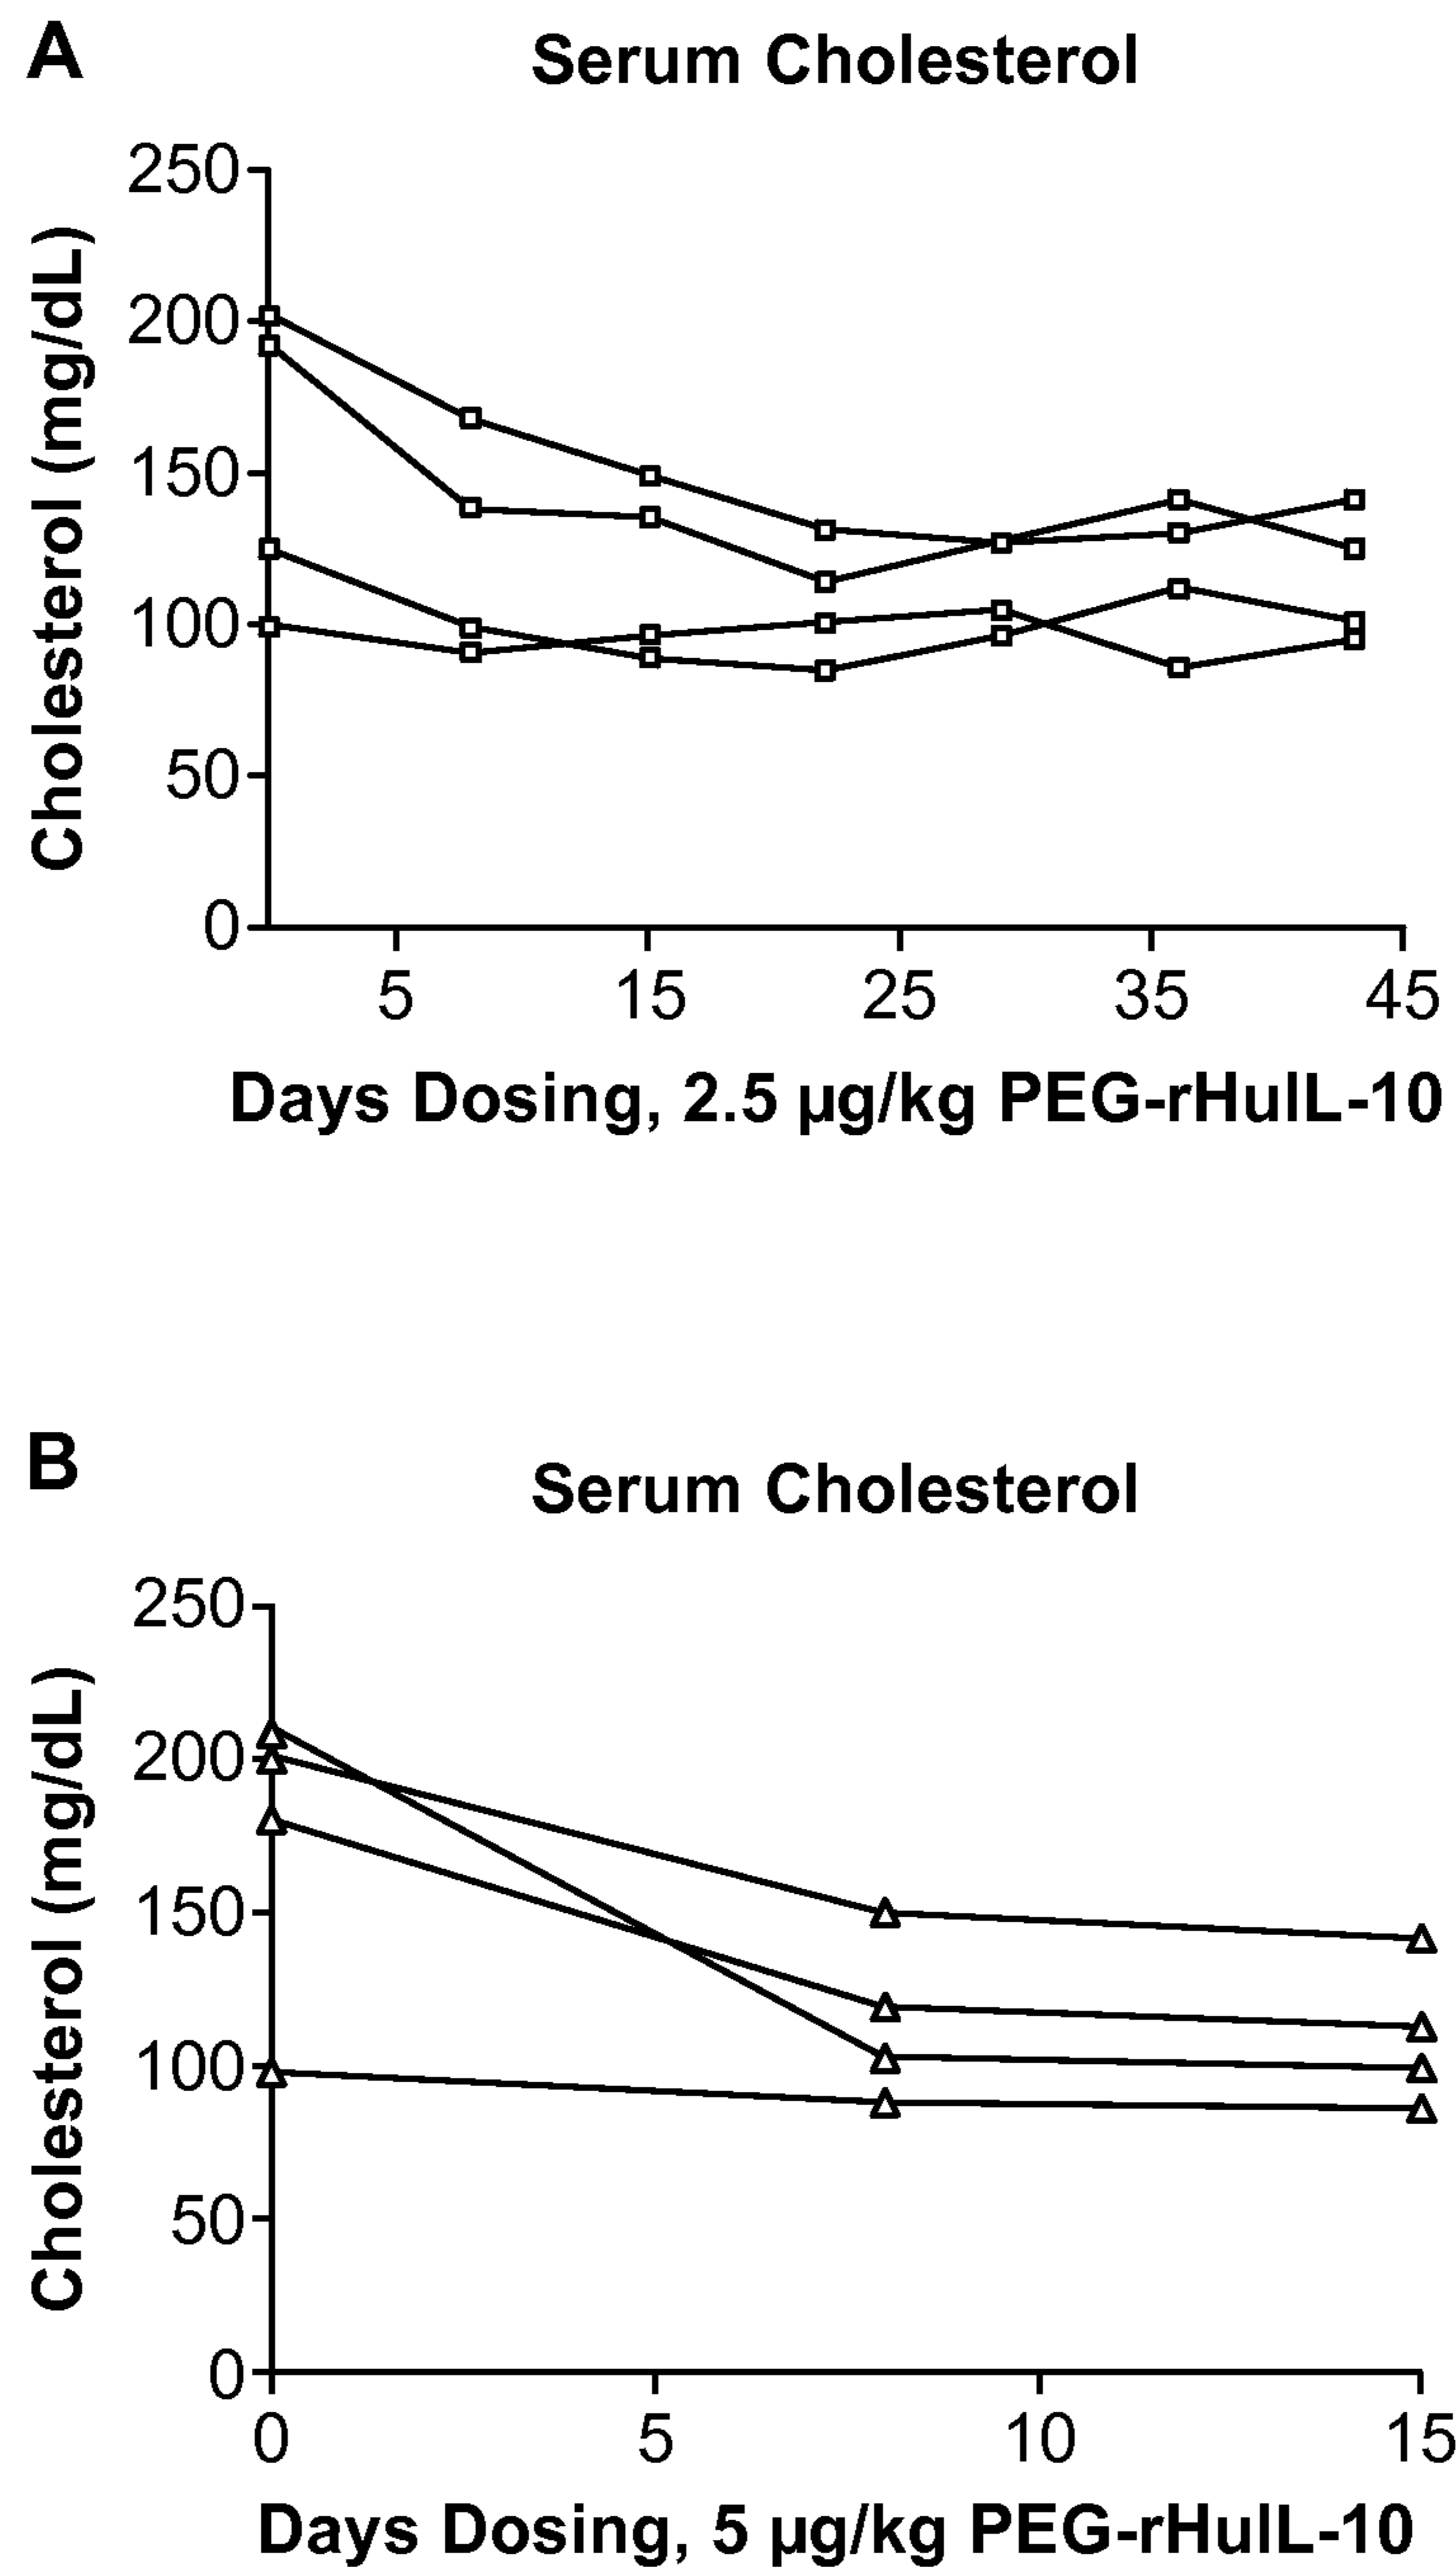 A
Serum Cholesterol
250
200
150
100
50
0
Cholesterol (mg/dL)
5 15 25 35 45
Days Dosing, 2.5 µg/kg PEG-rHuIL-10
B
Serum Cholesterol
250
200
150
100
50
0
Cholesterol (mg/dL)
0 5 10 15
Days Dosing, 5 µg/kg PEG-rHuIL-10